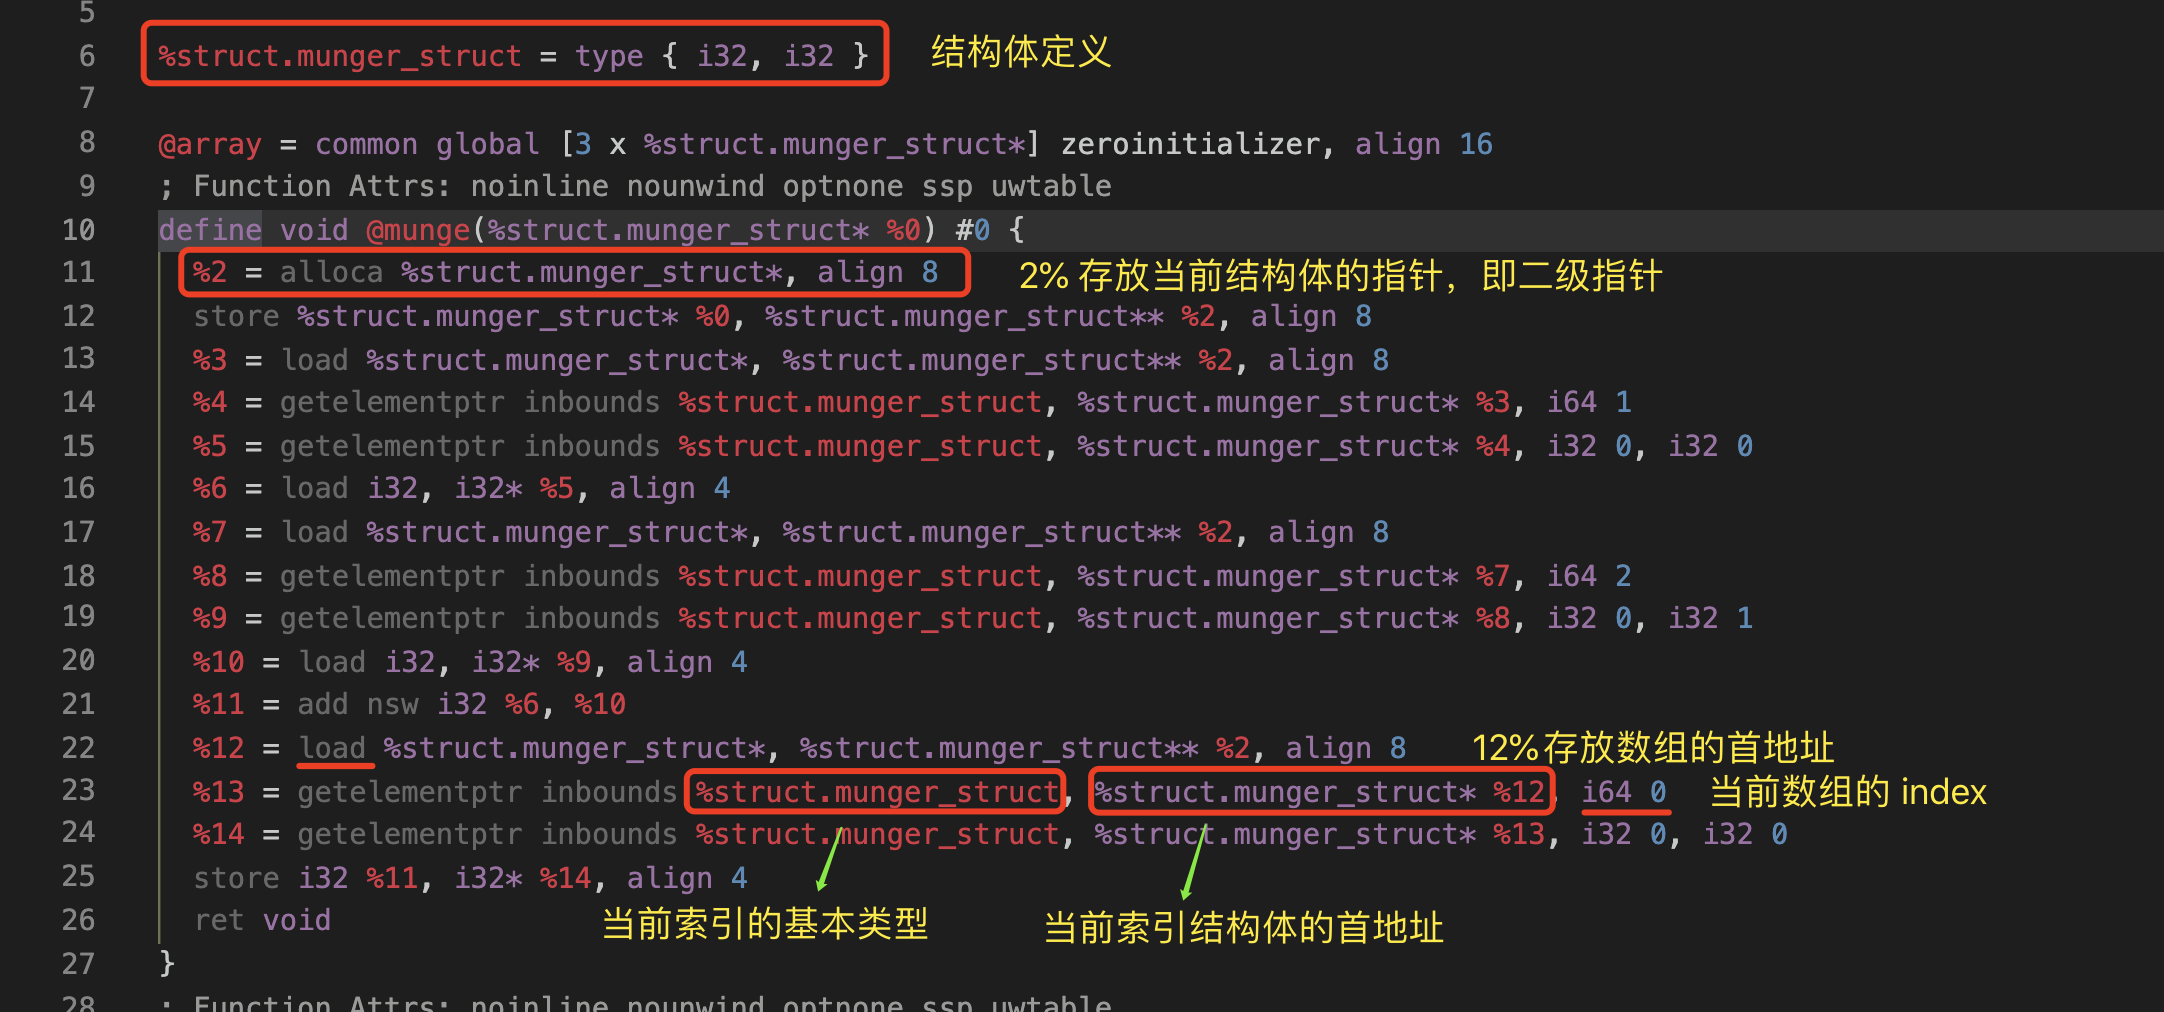 5
6 %struct.munger_struct = type { i32, i32 } 结构体定义
7
8 @array = common global [3 x %struct.munger_struct*] zeroinitializer, align 16
9 ; Function Attrs: noinline nounwind optnone ssp uwtable
10 define void @munge(%struct.munger_struct* %0) #0 {
11 %2 = alloca %struct.munger_struct*, align 8 2% 存放当前结构体的指针，即二级指针
12 store %struct.munger_struct* %0, %struct.munger_struct** %2, align 8
13 %3 = load %struct.munger_struct*, %struct.munger_struct** %2, align 8
14 %4 = getelementptr inbounds %struct.munger_struct, %struct.munger_struct* %3, i64 1
15 %5 = getelementptr inbounds %struct.munger_struct, %struct.munger_struct* %4, i32 0, i32 0
16 %6 = load i32, i32* %5, align 4
17 %7 = load %struct.munger_struct*, %struct.munger_struct** %2, align 8
18 %8 = getelementptr inbounds %struct.munger_struct, %struct.munger_struct* %7, i64 2
19 %9 = getelementptr inbounds %struct.munger_struct, %struct.munger_struct* %8, i32 0, i32 1
20 %10 = load i32, i32* %9, align 4
21 %11 = add nsw i32 %6, %10
22 %12 = load %struct.munger_struct*, %struct.munger_struct** %2, align 8 12%存放数组的首地址
23 %13 = getelementptr inbounds %struct.munger_struct, %struct.munger_struct* %12, i64 0 当前数组的 index
24 %14 = getelementptr inbounds %struct.munger_struct, %struct.munger_struct* %13, i32 0, i32 0
25 store i32 %11, i32* %14, align 4
26 ret void 当前索引的基本类型 当前索引结构体的首地址
27 }
28 ; Function Attrs: noinline nounwind optnone ssp uwtable